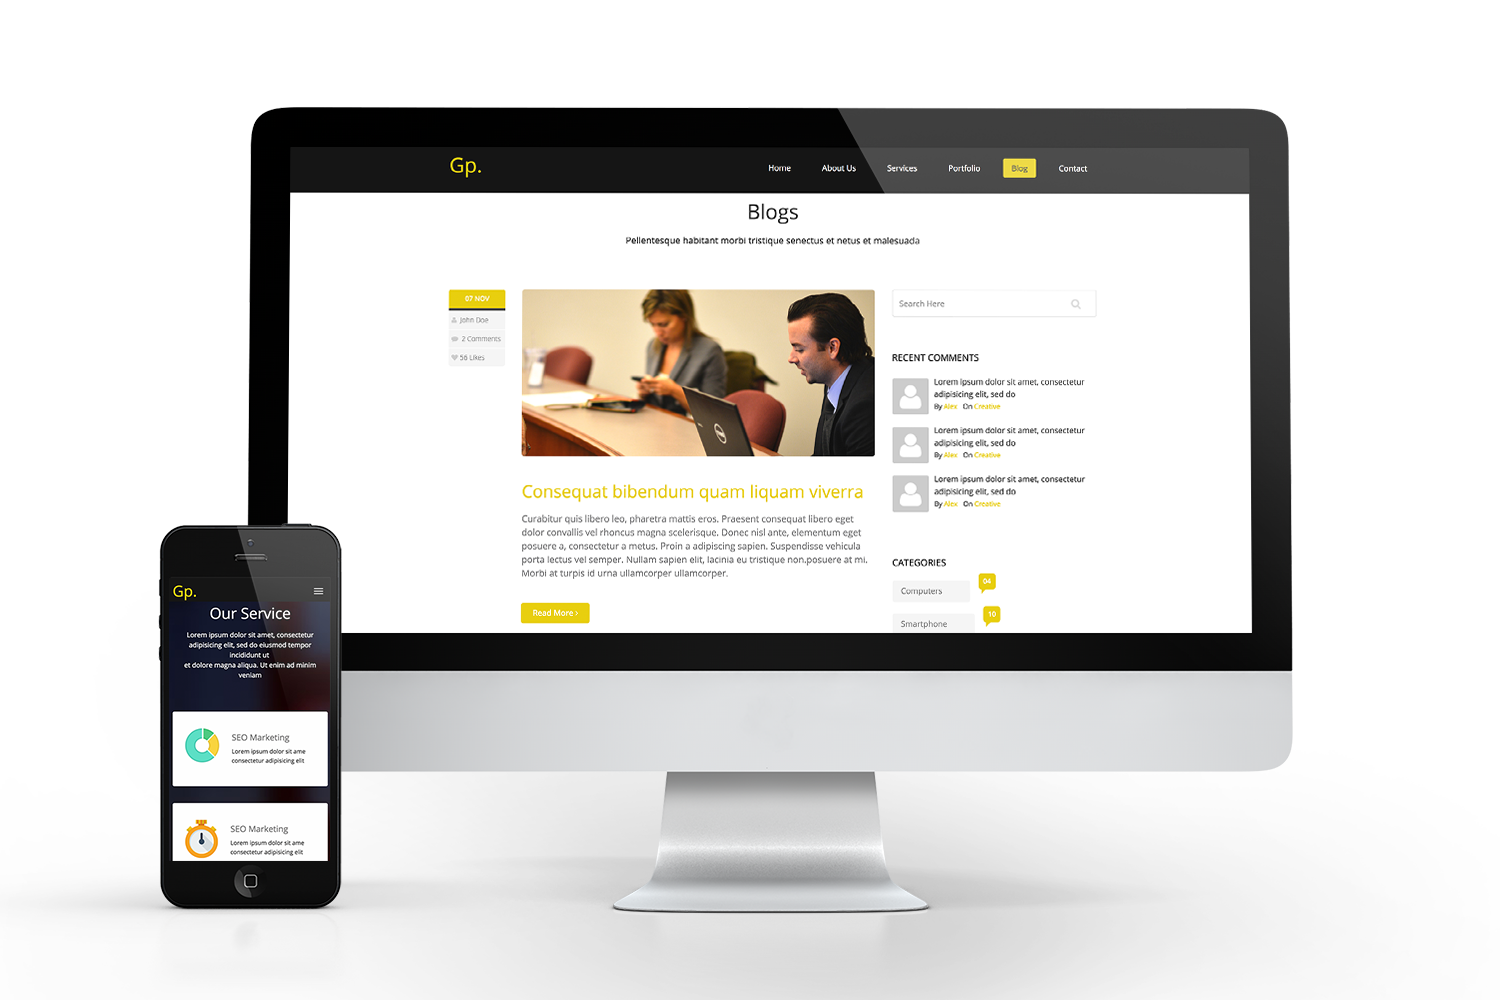 Gp.
Home
About Us
Services
Portfolio
Blog
Contact
Blogs
Pellentesque habitant morbi tristique senectus et netus et malesuada
07 NOV
John Doe
2 Comments
56 Likes
Consequat bibendum quam liquam viverra
Curabitur quis libero leo, pharetra mattis eros. Praesent consequat libero eget
dolor convallis vel rhoncus magna scelerisque. Donec nisl ante, elementum eget
posuere a, consectetur a metus. Proin a adipiscing sapien. Suspendisse vehicula
porta lectus vel semper. Nullam sapien elit, lacinia eu tristique non.posuere at mi.
Morbi at turpis id urna ullamcorper ullamcorper.
Read More ›
Search Here
RECENT COMMENTS
Lorem ipsum dolor sit amet, consectetur
adipisicing elit, sed do
By Alex On Creative
Lorem ipsum dolor sit amet, consectetur
adipisicing elit, sed do
By Alex On Creative
Lorem ipsum dolor sit amet, consectetur
adipisicing elit, sed do
By Alex On Creative
CATEGORIES
Computers
04
Smartphone
10
Gp.
Our Service
Lorem ipsum dolor sit amet, consectetur
adipisicing elit, sed do eiusmod tempor
incididunt ut
et dolore magna aliqua. Ut enim ad minim
veniam
SEO Marketing
Lorem ipsum dolor sit ame
consectetur adipisicing elit
SEO Marketing
Lorem ipsum dolor sit ame
consectetur adipisicing elit